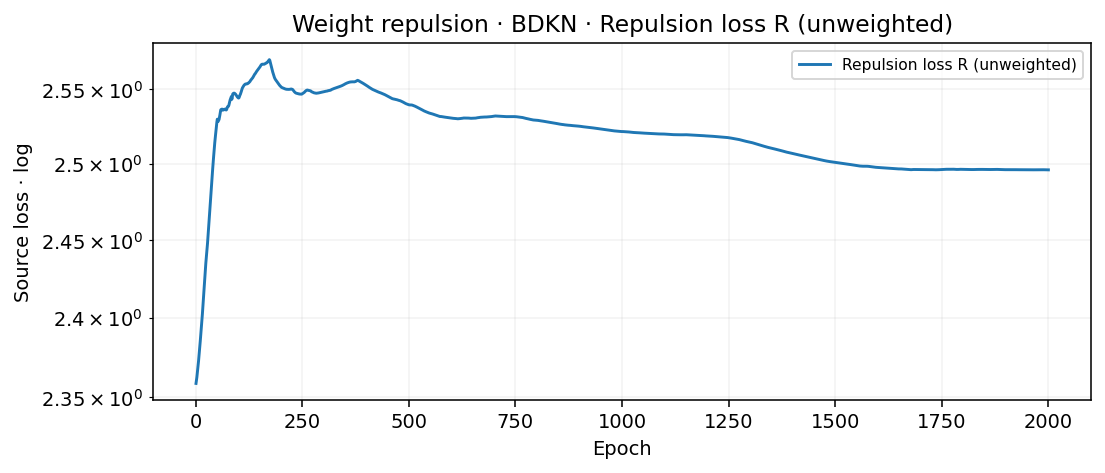 Weight repulsion · BDKN · Repulsion loss R (unweighted)
Repulsion loss R (unweighted)
Source loss · log
2.55 × 10⁰
2.5 × 10⁰
2.45 × 10⁰
2.4 × 10⁰
2.35 × 10⁰
0 250 500 750 1000 1250 1500 1750 2000
Epoch